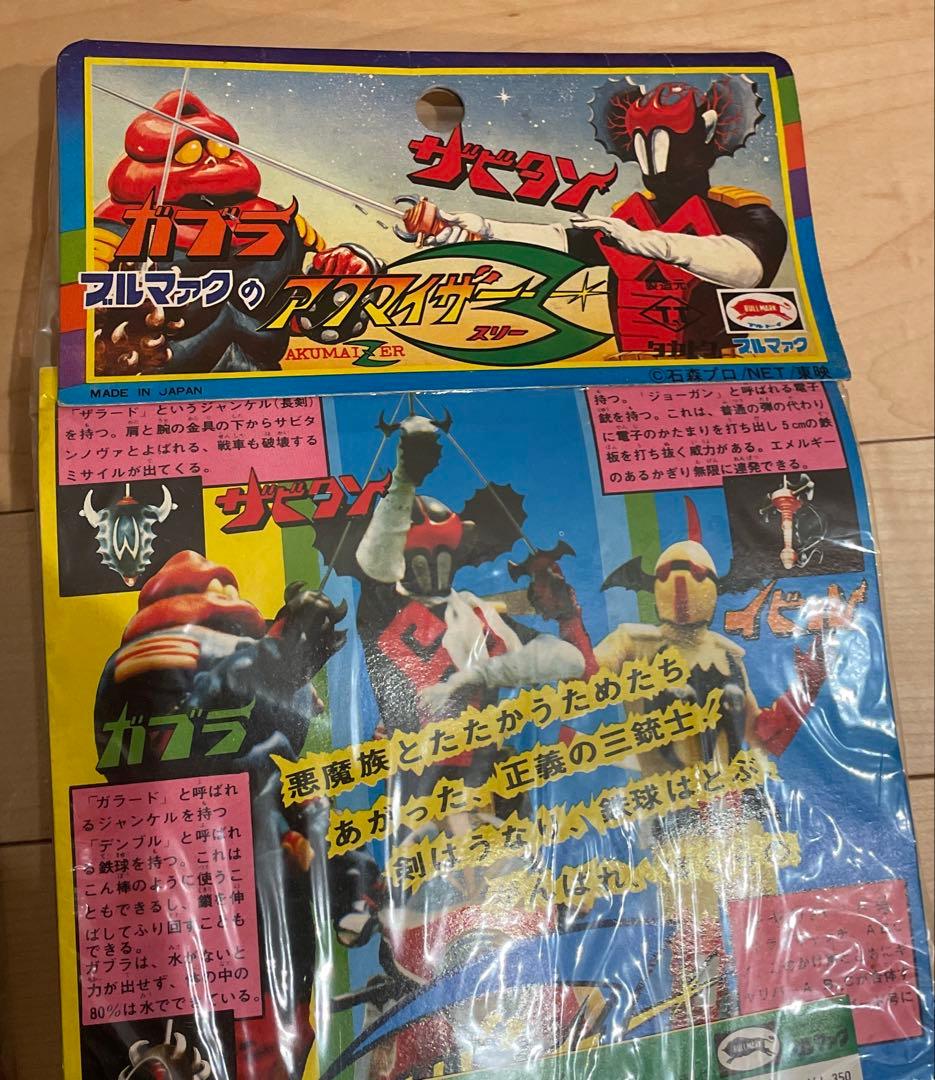 ザビタン
ガブラ
ブルマァクの
アクマイザー3
スリー
AKUMAIZER
製造元
タカトク
BULLMARK
ブルマァク
©石森プロ/NET/東映
MADE IN JAPAN
「ザラード」というジャンケル(長剣)
を持つ。肩と腕の金具の下からザビタ
ンノヴァとよばれる、戦車も破壊する
ミサイルが出てくる。
持つ。「ジョーガン」と呼ばれる電子
銃を持つ。これは、普通の弾の代わり
に電子のかたまりを打ち出し5cmの鉄
板を打ち抜く威力がある。エメルギー
のあるかぎり無限に連発できる。
ザビタン
イビール
ガブラ
悪魔族とたたかうためたち
あがった、正義の三銃士!
剣はうなり、鉄球はとぶ、
「ガラード」と呼ばれ
るジャンケルを持つ
「デンブル」と呼ばれ
る鉄球を持つ。これは
こん棒のように使うこ
ともできるし、鎖を伸
ばしてふり回すことも
できる。
ガブラは、水がないと
力が出せず、体の中の
80%は水でできている。
BULLMARK
ブルマァク
350